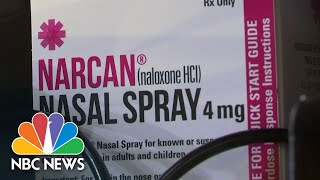 Rx Only
NARCAN® (naloxone HCl)
NASAL SPRAY 4 mg
QUICK START GUIDE
Nasal Spray for known or
in adults and children
NBC NEWS